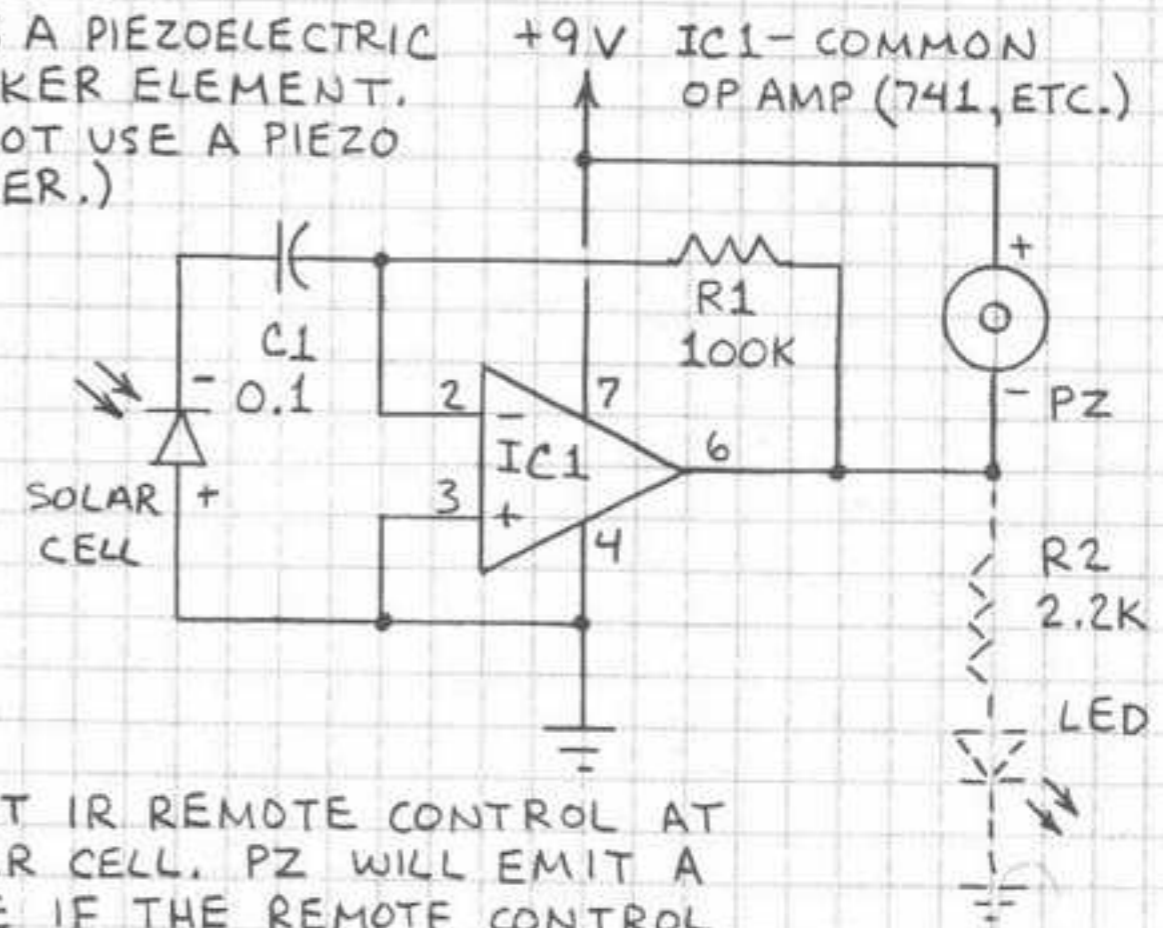 A PIEZOELECTRIC
KER ELEMENT.
OT USE A PIEZO
ER.)
+9V
IC1 - COMMON
OP AMP (741, ETC.)
+
R1
100K
C1
0.1
-
- PZ
2
-
7
IC1
6
3
+
4
SOLAR +
CELL
R2
2.2K
LED
T IR REMOTE CONTROL AT
R CELL. PZ WILL EMIT A
E IF THE REMOTE CONTROL